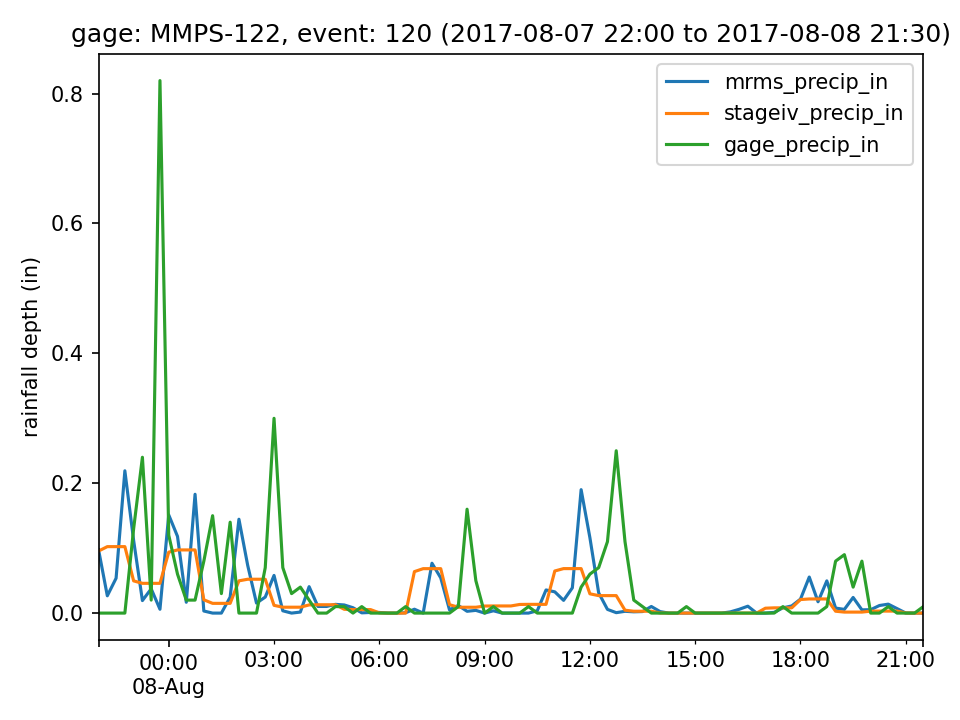 gage: MMPS-122, event: 120 (2017-08-07 22:00 to 2017-08-08 21:30)
mrms_precip_in
stageiv_precip_in
gage_precip_in
rainfall depth (in)
0.8
0.6
0.4
0.2
0.0
00:00 03:00 06:00 09:00 12:00 15:00 18:00 21:00
08-Aug